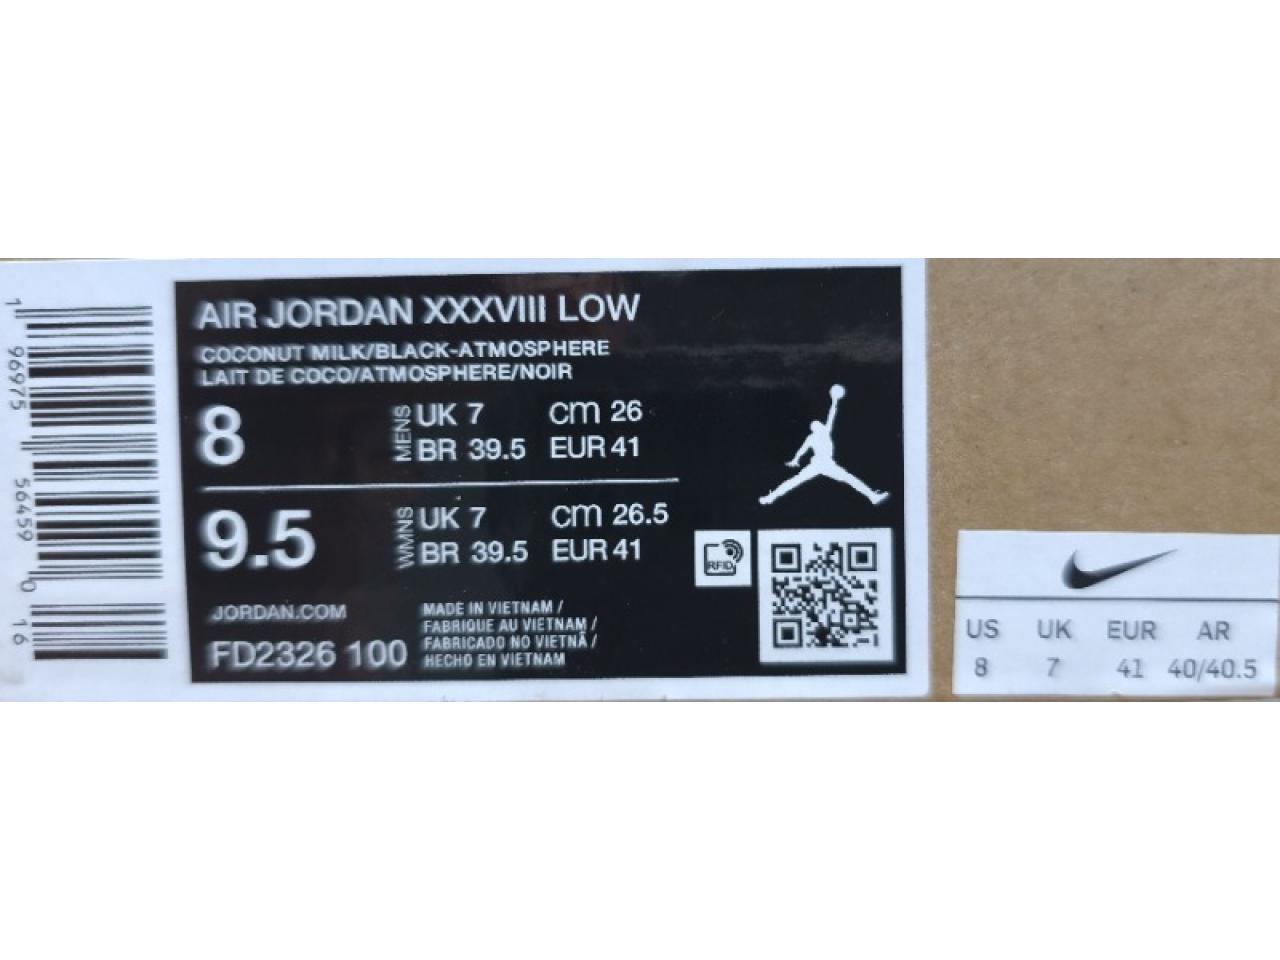 1 96975 56459 0 16
AIR JORDAN XXXVIII LOW
COCONUT MILK/BLACK-ATMOSPHERE
LAIT DE COCO/ATMOSPHERE/NOIR
8 MENS UK 7 cm 26
BR 39.5 EUR 41
9.5 WMNS UK 7 cm 26.5
BR 39.5 EUR 41
JORDAN.COM
FD2326 100
MADE IN VIETNAM /
FABRIQUE AU VIETNAM /
FABRICADO NO VIETNÃ /
HECHO EN VIETNAM
RFID
US UK EUR AR
8 7 41 40/40.5